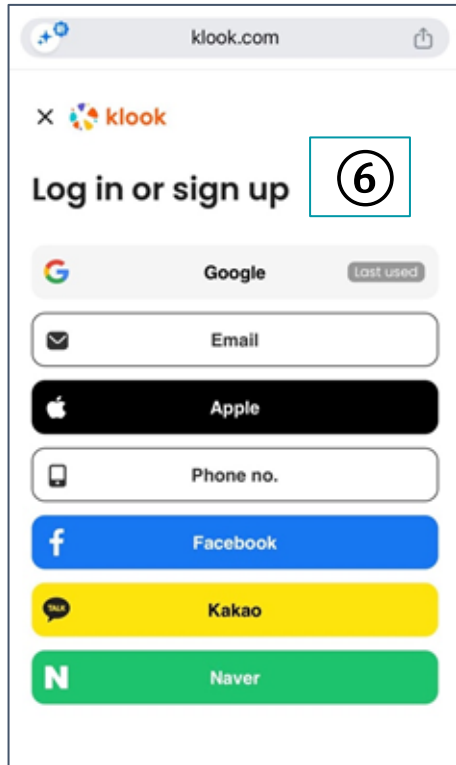 klook.com
klook
Log in or sign up
⑥
Google
Last used
Email
Apple
Phone no.
Facebook
TALK
Kakao
Naver